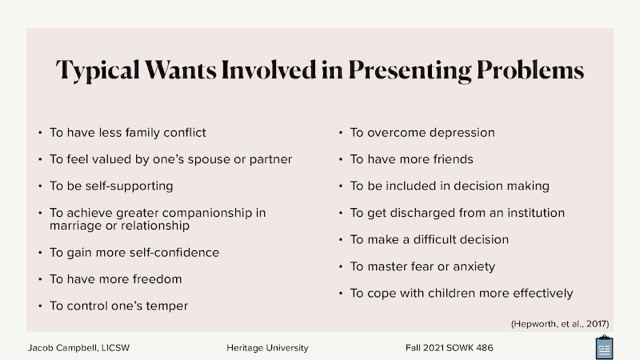 Typical Wants Involved in Presenting Problems
• To have less family conflict
• To feel valued by one's spouse or partner
• To be self-supporting
• To achieve greater companionship in
marriage or relationship
• To gain more self-confidence
• To have more freedom
• To control one's temper
• To overcome depression
• To have more friends
• To be included in decision making
• To get discharged from an institution
• To make a difficult decision
• To master fear or anxiety
• To cope with children more effectively
(Hepworth, et al., 2017)
Jacob Campbell, LICSW
Heritage University
Fall 2021 SOWK 486